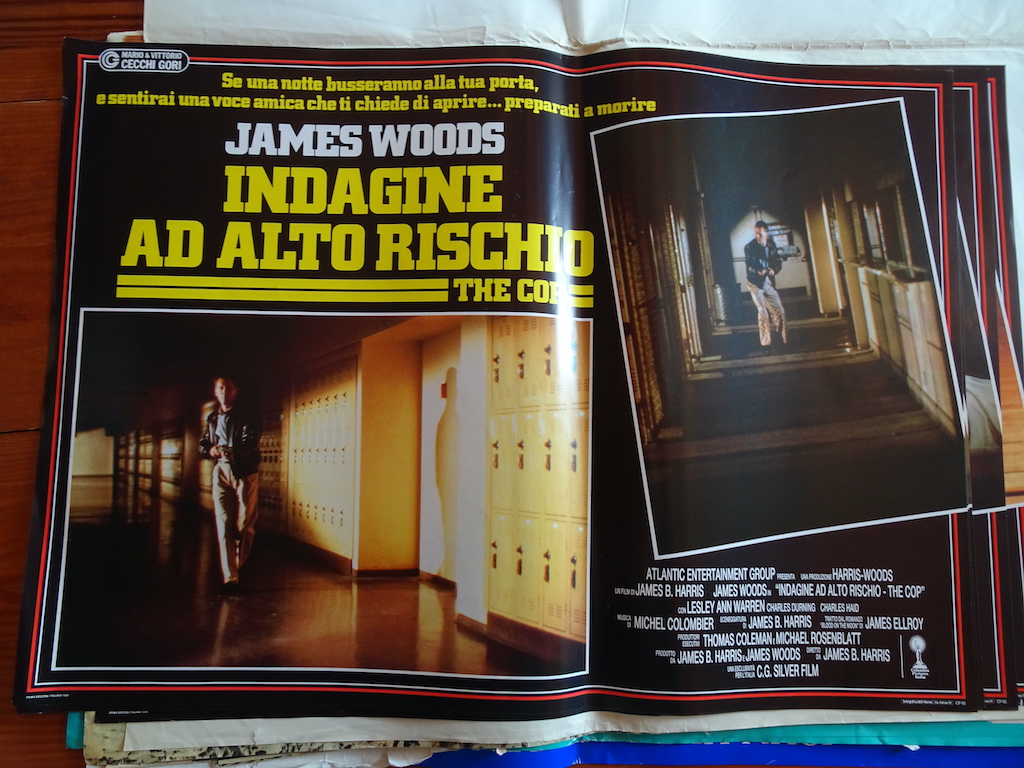 MARIO & VITTORIO
CECCHI GORI
Se una notte busseranno alla tua porta,
e sentirai una voce amica che ti chiede di aprire... preparati a morire
JAMES WOODS
INDAGINE
AD ALTO RISCHIO
THE COP
ATLANTIC ENTERTAINMENT GROUP PRESENTA UNA PRODUZIONE HARRIS-WOODS
UN FILM DI JAMES B. HARRIS JAMES WOODS IN "INDAGINE AD ALTO RISCHIO - THE COP"
CON LESLEY ANN WARREN CHARLES DURNING CHARLES HAID
MUSICA DI MICHEL COLOMBIER SCENEGGIATURA DI JAMES B. HARRIS TRATTO DAL ROMANZO "BLOOD ON THE MOON" DI JAMES ELLROY
PRODUTTORI ESECUTIVI THOMAS COLEMAN E MICHAEL ROSENBLATT
PRODOTTO DA JAMES B. HARRIS E JAMES WOODS DIRETTO DA JAMES B. HARRIS
UNA ESCLUSIVITÀ PER L'ITALIA C.G. SILVER FILM